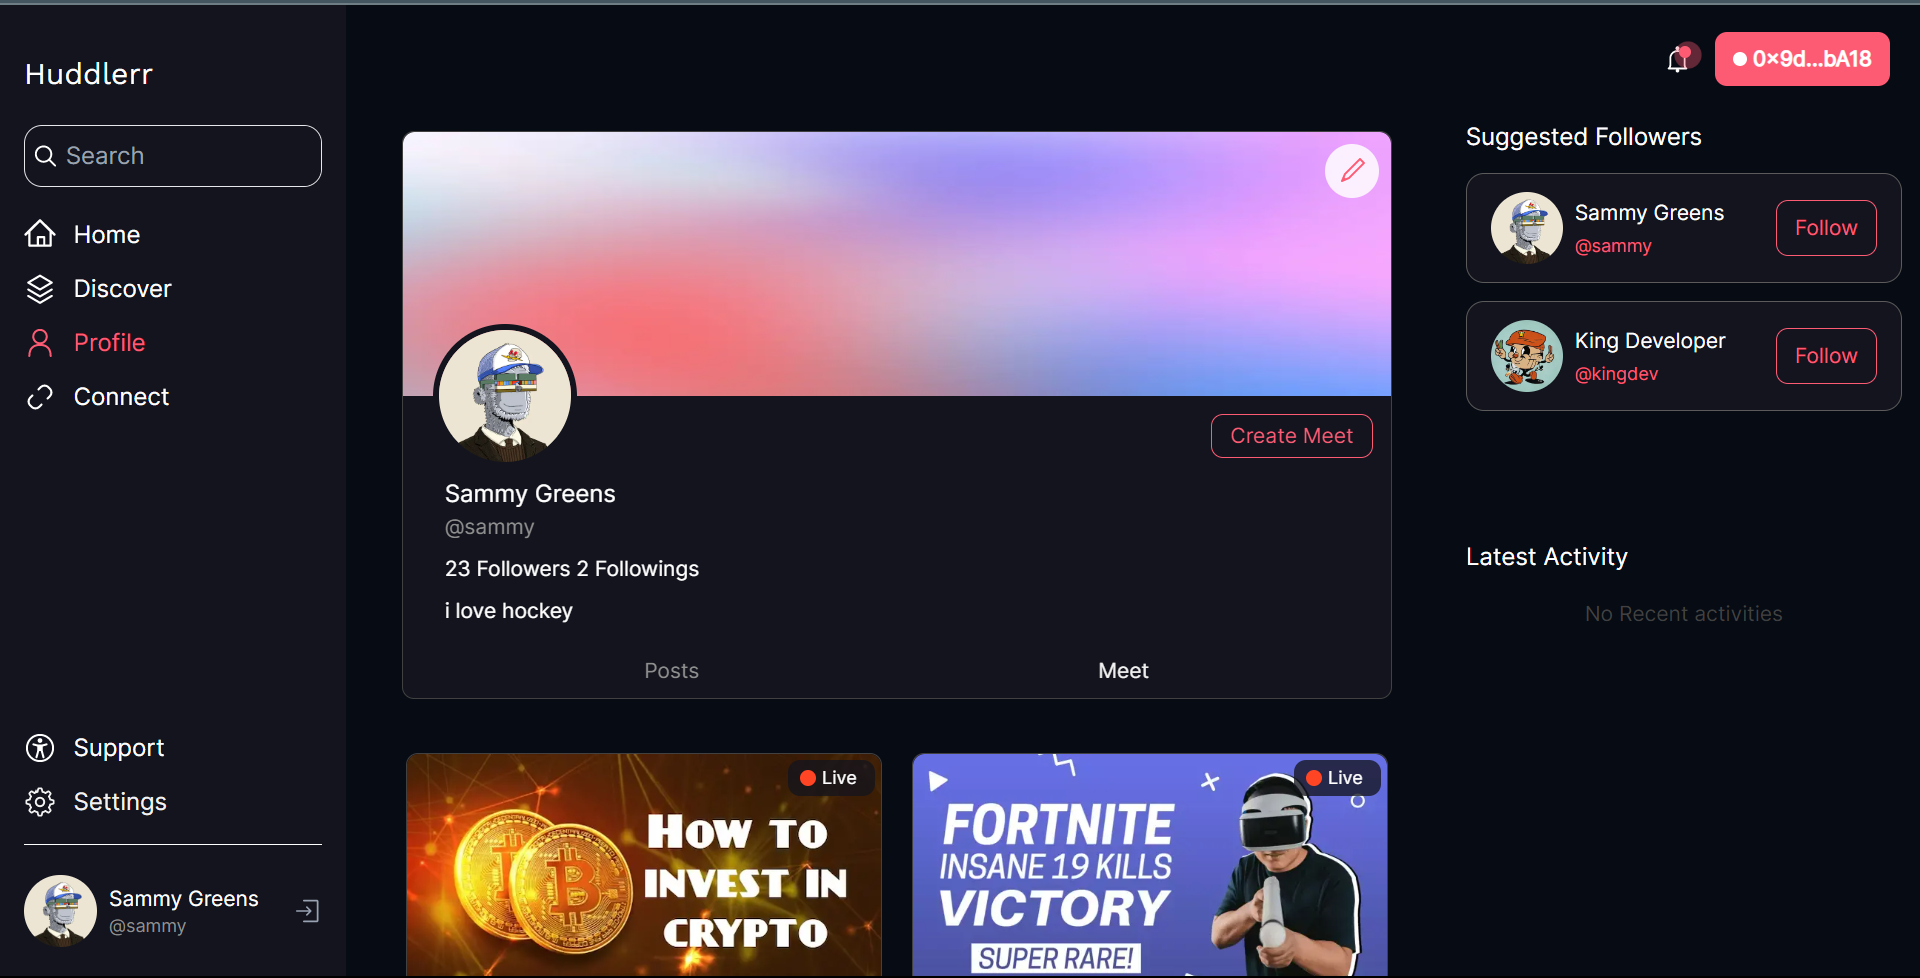 Huddlerr
Search
Home
Discover
Profile
Connect
Support
Settings
Sammy Greens
@sammy
0x9d...bA18
Create Meet
Sammy Greens
@sammy
23 Followers 2 Followings
i love hockey
Posts
Meet
Live
HOW TO
INVEST IN
CRYPTO
Live
FORTNITE
INSANE 19 KILLS
VICTORY
SUPER RARE!
Suggested Followers
Sammy Greens
@sammy
Follow
King Developer
@kingdev
Follow
Latest Activity
No Recent activities